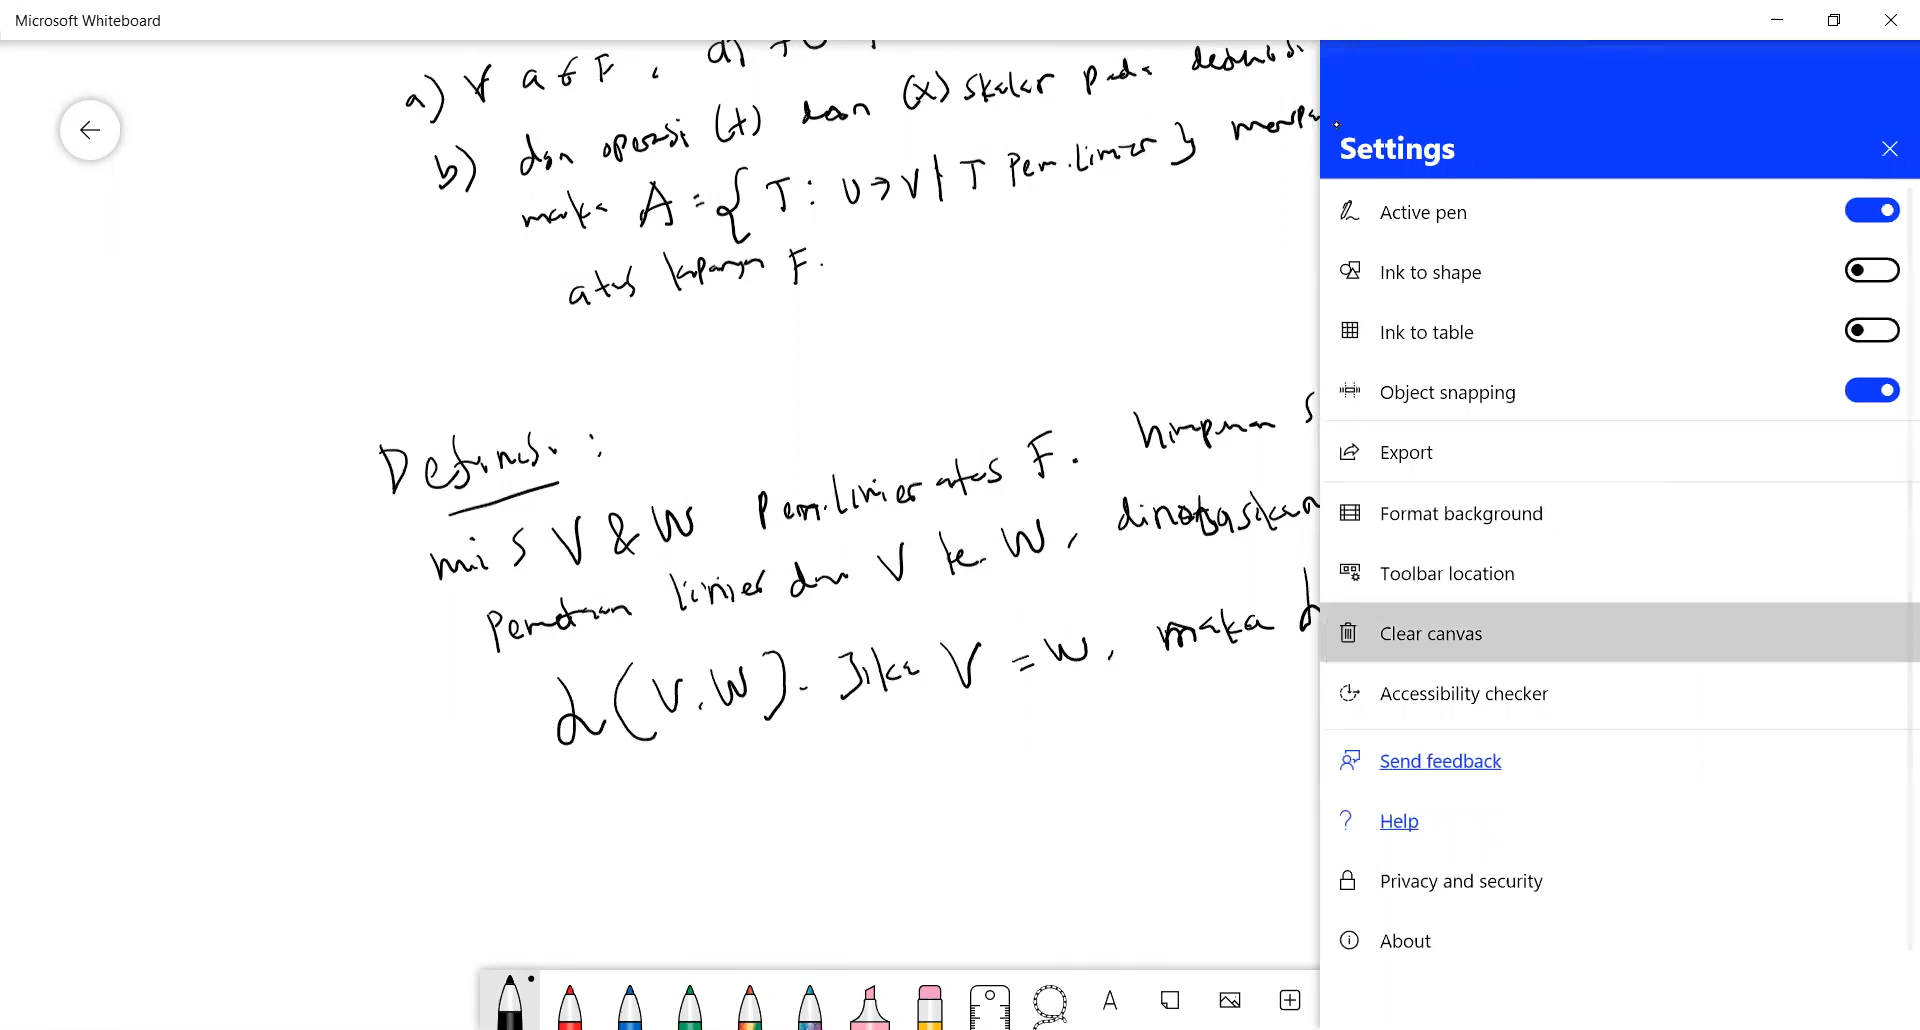 Microsoft Whiteboard
a) ∀ a ∈ F,
b) dan operasi (+) dan (×) skalar pada definisi
maka A = { T : U → V | T Pem. linier }
atas lapangan F.
Definisi :
mis V & W Pem. linier atas F. himpunan
Pemetaan linier dari V ke W, dinotasikan
L(V, W). Jika V = W, maka L
Settings
Active pen
Ink to shape
Ink to table
Object snapping
Export
Format background
Toolbar location
Clear canvas
Accessibility checker
Send feedback
Help
Privacy and security
About